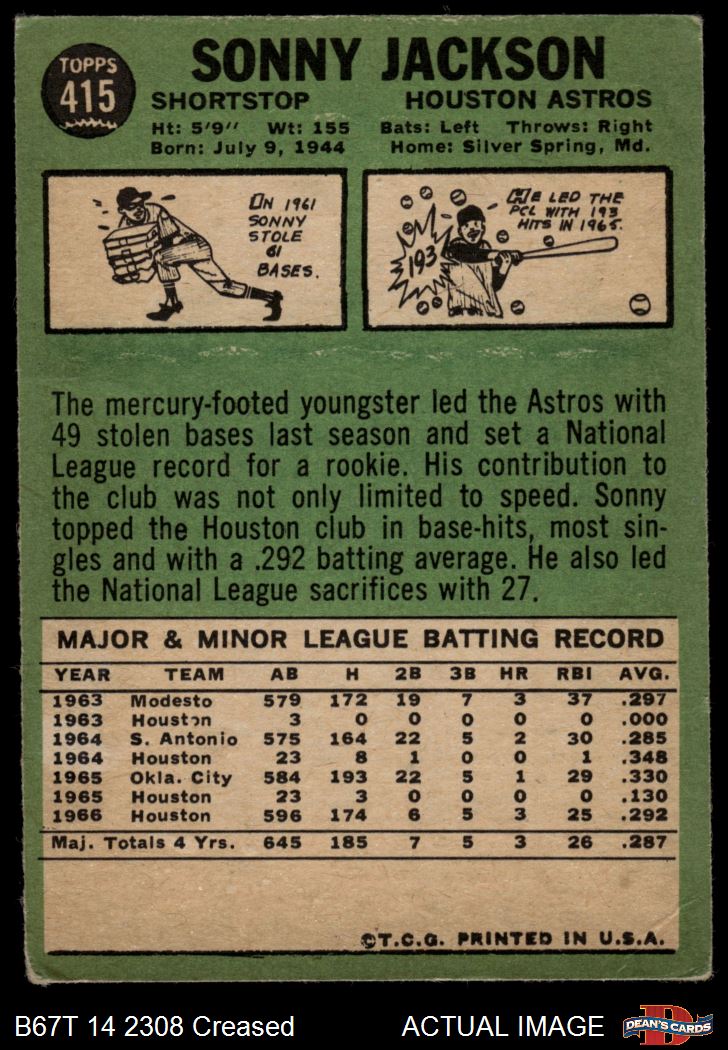 TOPPS
415
SONNY JACKSON
SHORTSTOP HOUSTON ASTROS
Ht: 5'9" Wt: 155 Bats: Left Throws: Right
Born: July 9, 1944 Home: Silver Spring, Md.
IN 1961
SONNY
STOLE
61
BASES.
HE LED THE
PCL WITH 193
HITS IN 1965.
193
The mercury-footed youngster led the Astros with
49 stolen bases last season and set a National
League record for a rookie. His contribution to
the club was not only limited to speed. Sonny
topped the Houston club in base-hits, most sin-
gles and with a .292 batting average. He also led
the National League sacrifices with 27.
MAJOR & MINOR LEAGUE BATTING RECORD
YEAR TEAM AB H 2B 3B HR RBI AVG.
1963 Modesto 579 172 19 7 3 37 .297
1963 Houston 3 0 0 0 0 0 .000
1964 S. Antonio 575 164 22 5 2 30 .285
1964 Houston 23 8 1 0 0 1 .348
1965 Okla. City 584 193 22 5 1 29 .330
1965 Houston 23 3 0 0 0 0 .130
1966 Houston 596 174 6 5 3 25 .292
Maj. Totals 4 Yrs. 645 185 7 5 3 26 .287
©T.C.G. PRINTED IN U.S.A.
B67T 14 2308 Creased ACTUAL IMAGE
D
DEAN'S CARDS